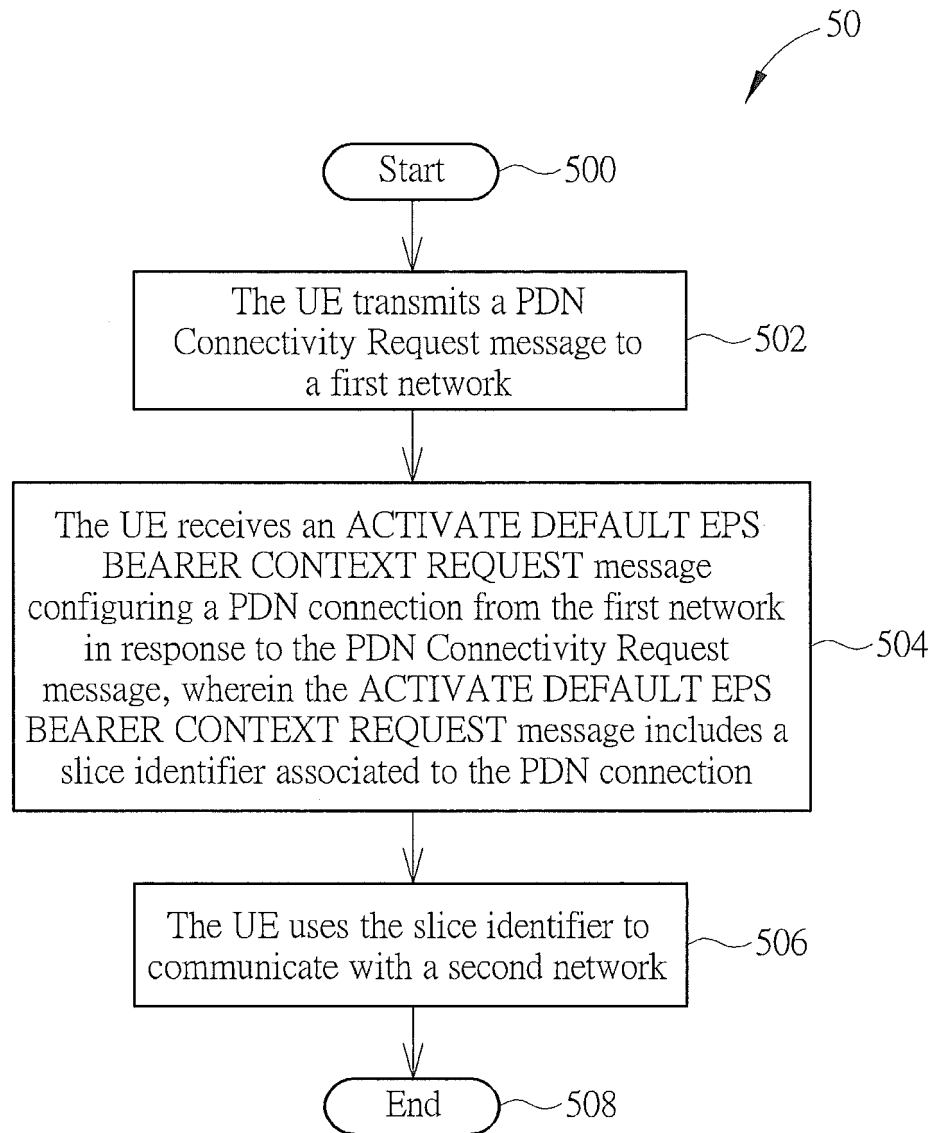 50
Start
500
The UE transmits a PDN
Connectivity Request message to
a first network
502
The UE receives an ACTIVATE DEFAULT EPS
BEARER CONTEXT REQUEST message
configuring a PDN connection from the first network
in response to the PDN Connectivity Request
message, wherein the ACTIVATE DEFAULT EPS
BEARER CONTEXT REQUEST message includes a
slice identifier associated to the PDN connection
504
The UE uses the slice identifier to
communicate with a second network
506
End
508